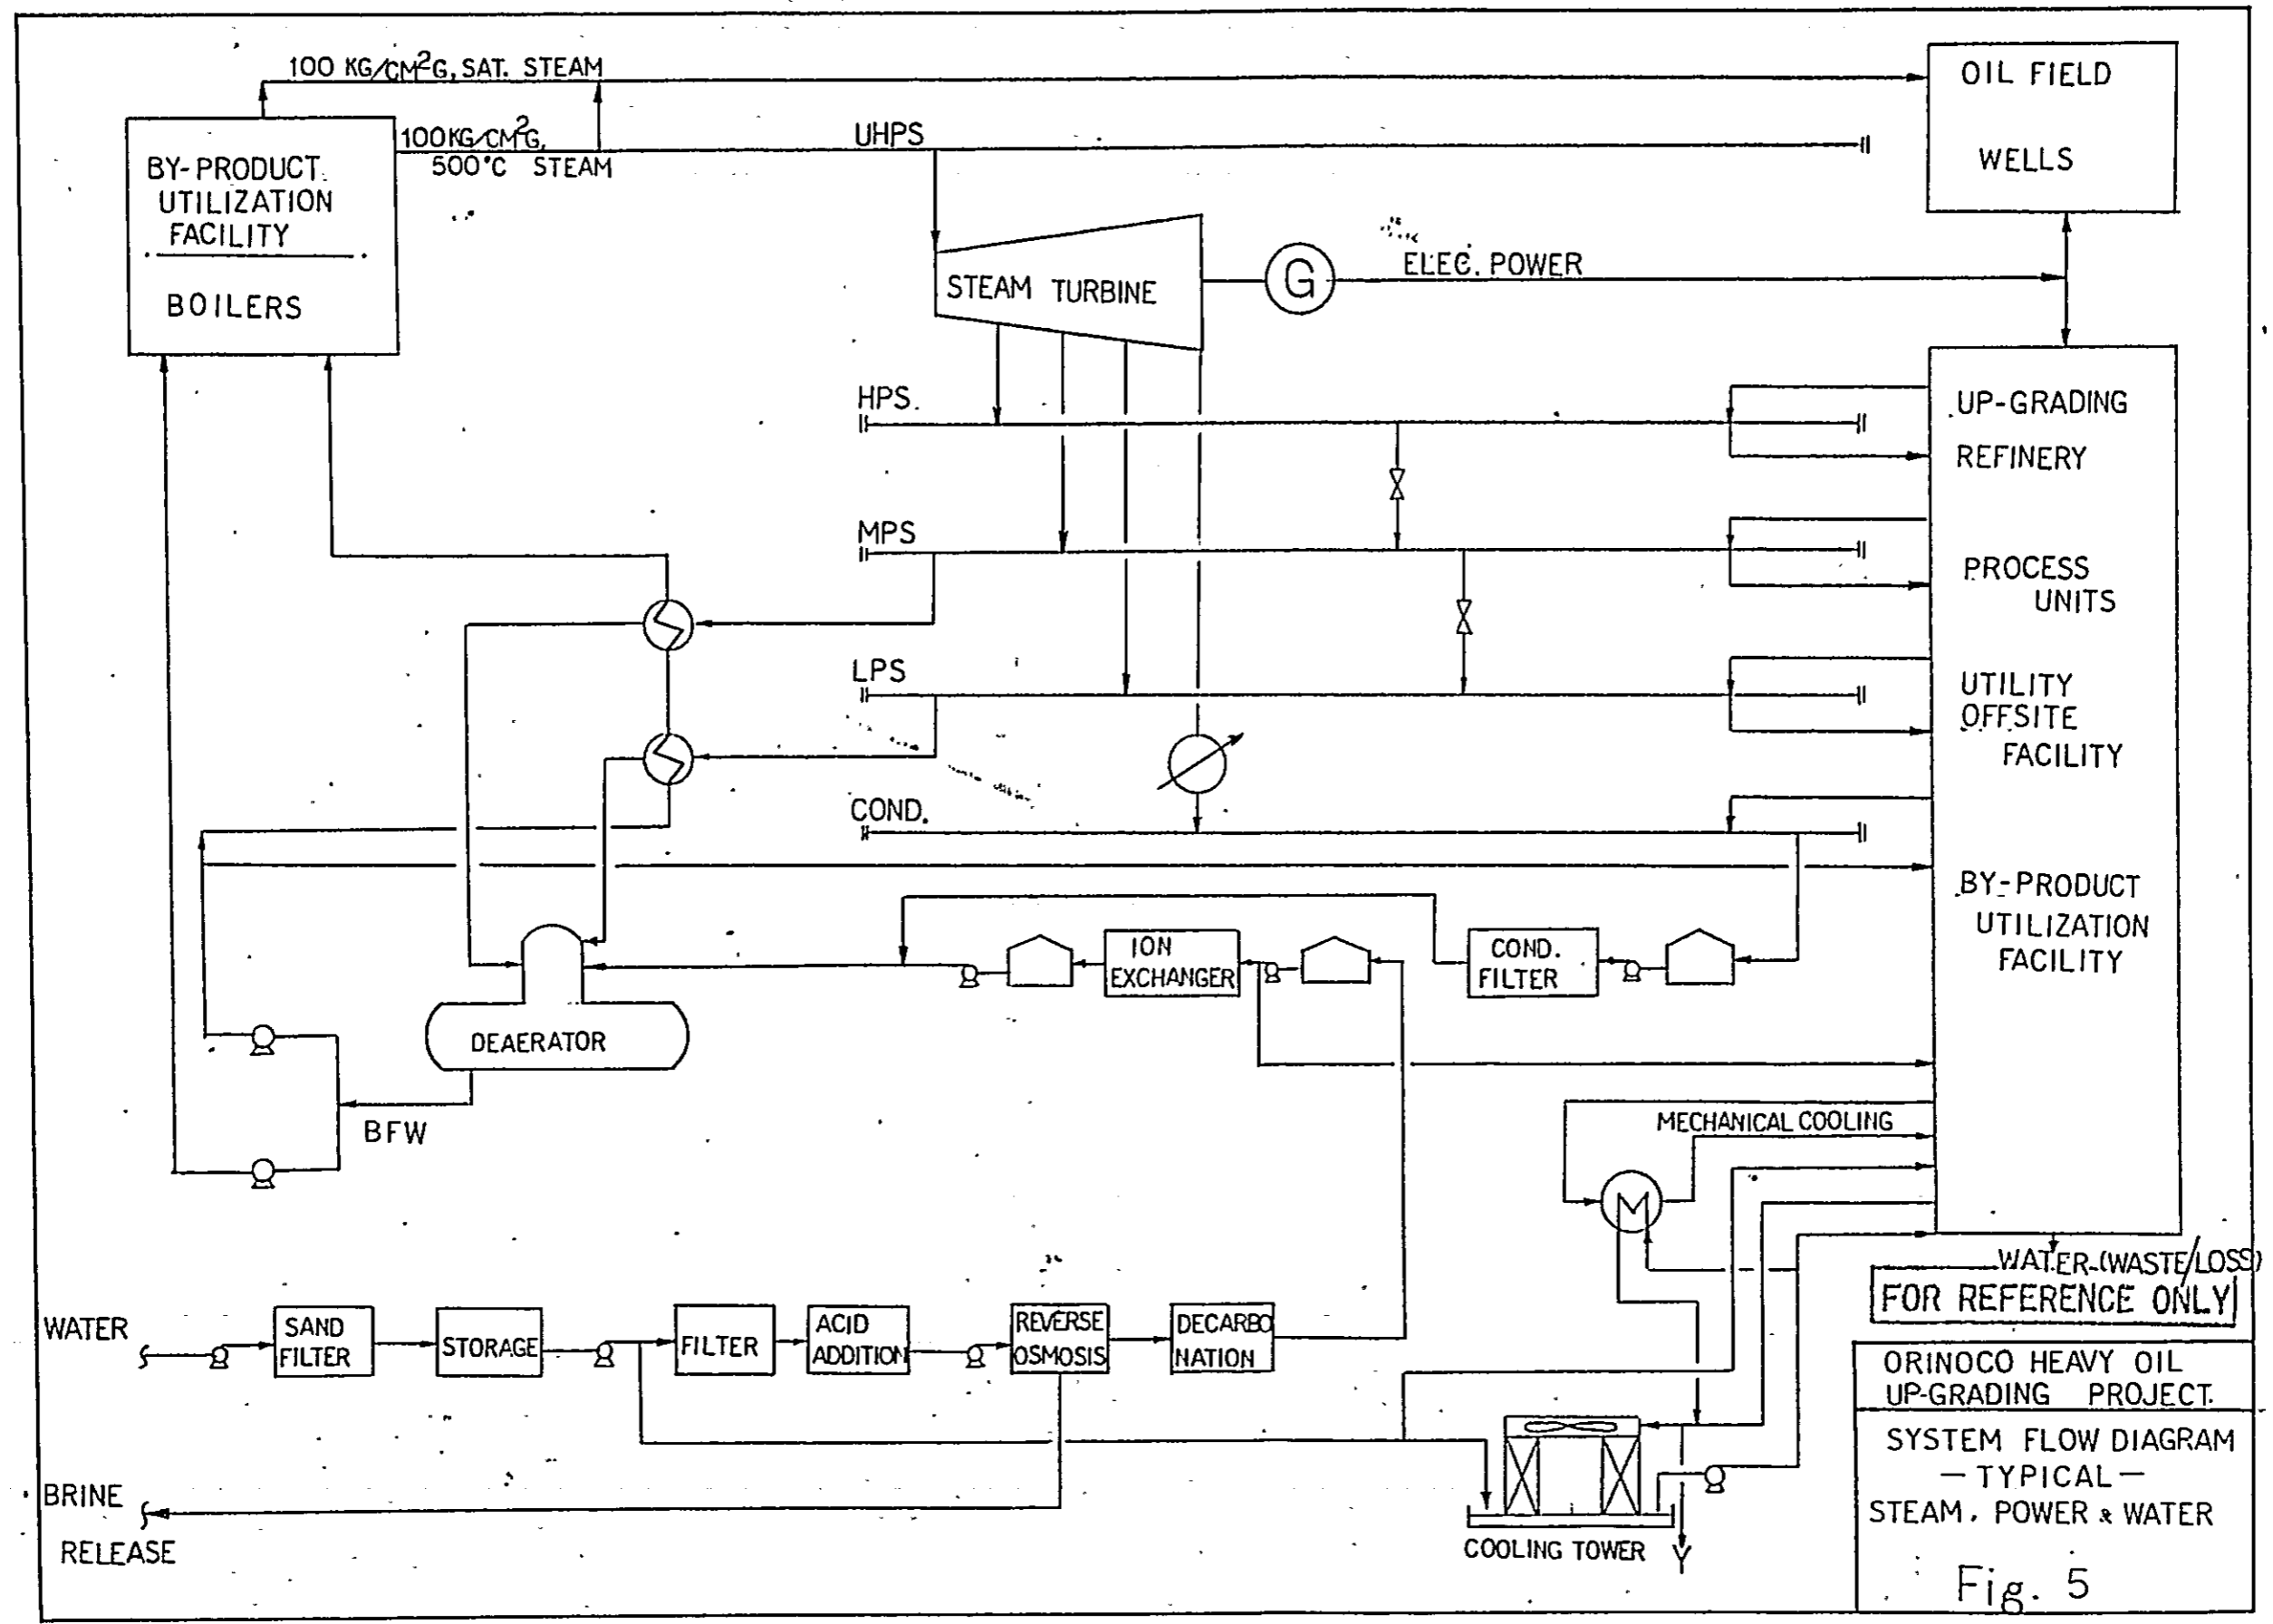 100 KG/CM²G, SAT. STEAM
OIL FIELD
WELLS
100KG/CM²G,
500°C STEAM
UHPS
BY-PRODUCT
UTILIZATION
FACILITY
BOILERS
STEAM TURBINE
G
ELEC. POWER
HPS.
UP-GRADING
REFINERY
MPS
PROCESS
UNITS
LPS
UTILITY
OFFSITE
FACILITY
COND.
BY-PRODUCT
UTILIZATION
FACILITY
ION
EXCHANGER
COND.
FILTER
DEAERATOR
BFW
MECHANICAL COOLING
WATER (WASTE/LOSS)
FOR REFERENCE ONLY
WATER
SAND
FILTER
STORAGE
FILTER
ACID
ADDITION
REVERSE
OSMOSIS
DECARBO
NATION
BRINE
RELEASE
COOLING TOWER
ORINOCO HEAVY OIL
UP-GRADING PROJECT.
SYSTEM FLOW DIAGRAM
— TYPICAL —
STEAM, POWER & WATER
Fig. 5